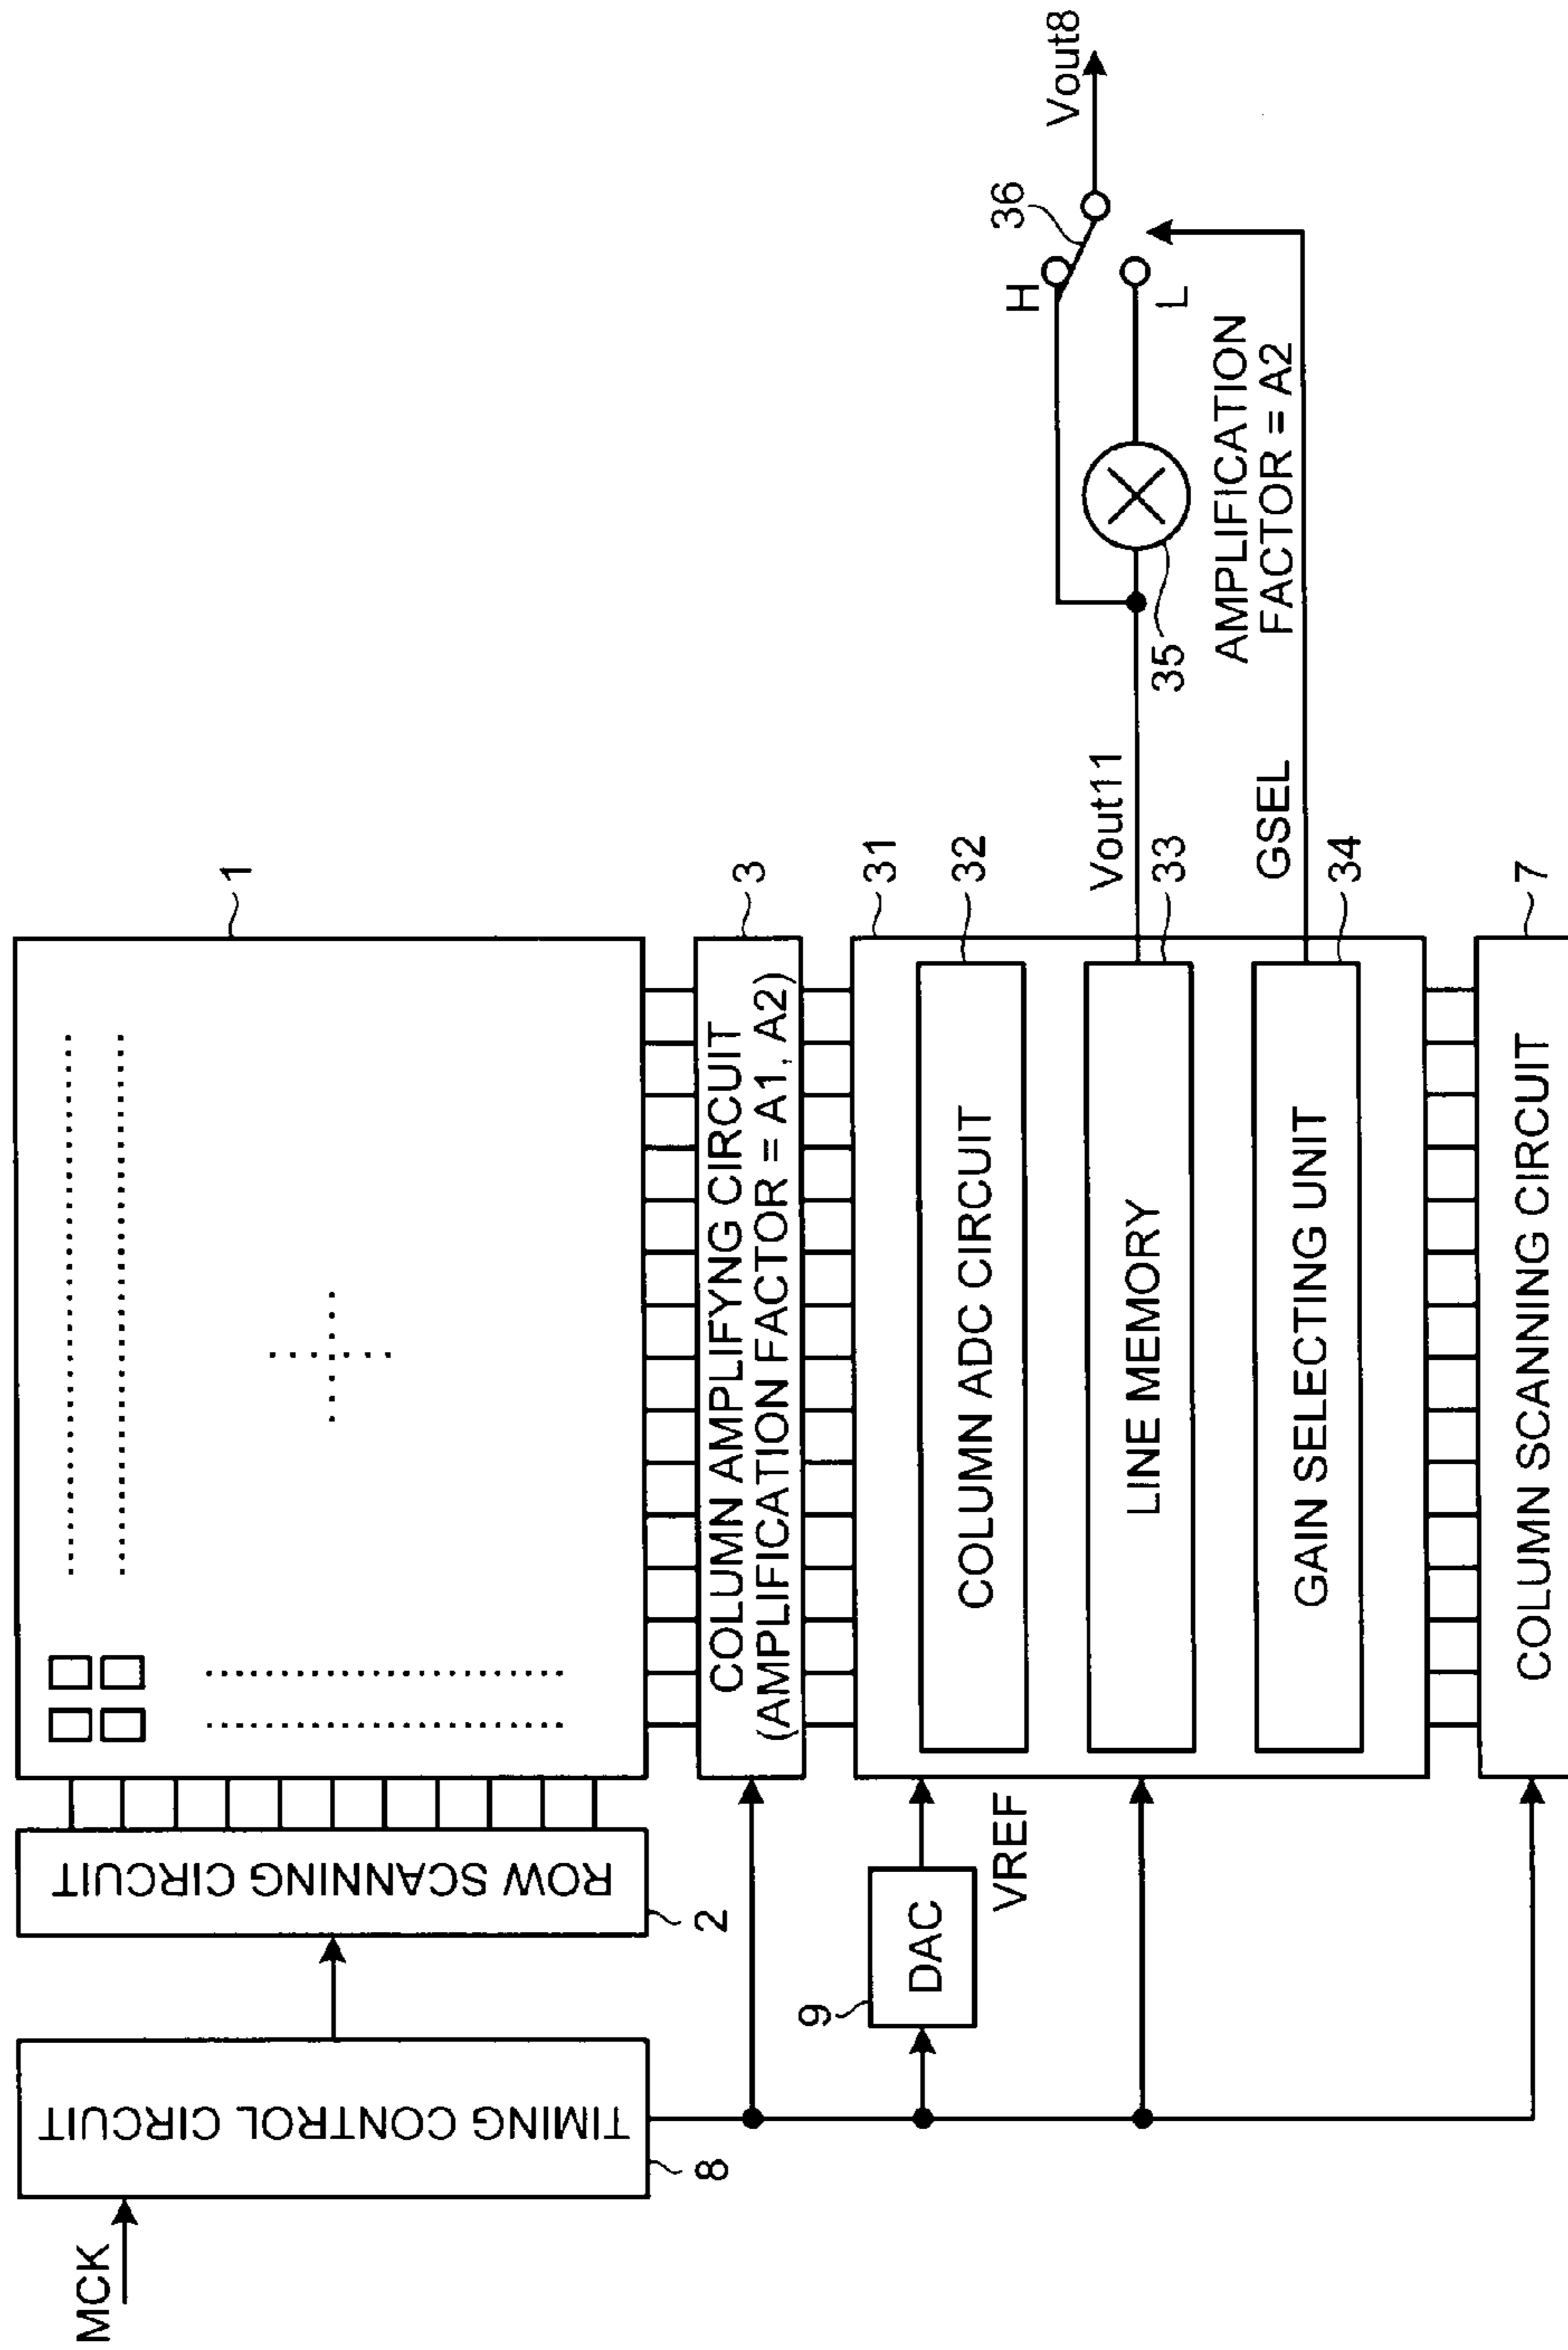 MCK
TIMING CONTROL CIRCUIT
8
ROW SCANNING CIRCUIT
2
1
COLUMN AMPLIFYNG CIRCUIT
(AMPLIFICATION FACTOR = A1, A2)
3
9
DAC
VREF
31
COLUMN ADC CIRCUIT
32
LINE MEMORY
33
GAIN SELECTING UNIT
34
COLUMN SCANNING CIRCUIT
7
Vout11
GSEL
35
AMPLIFICATION
FACTOR = A2
H
L
36
Vout8